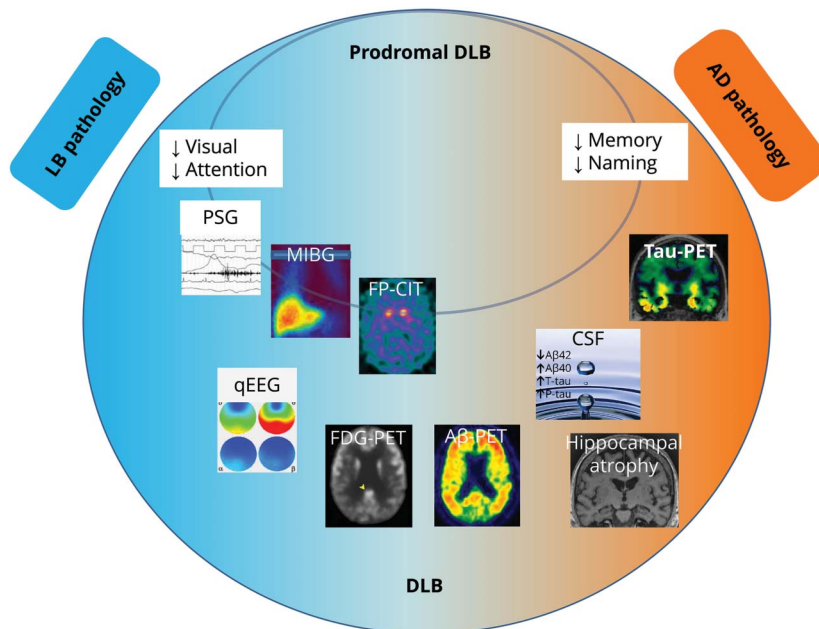 Prodromal DLB
LB pathology
AD pathology
↓ Visual
↓ Attention
↓ Memory
↓ Naming
PSG
MIBG
FP-CIT
Tau-PET
CSF
↓Aβ42
↑Aβ40
↑T-tau
↑P-tau
qEEG
α
β
FDG-PET
Aβ-PET
Hippocampal
atrophy
DLB